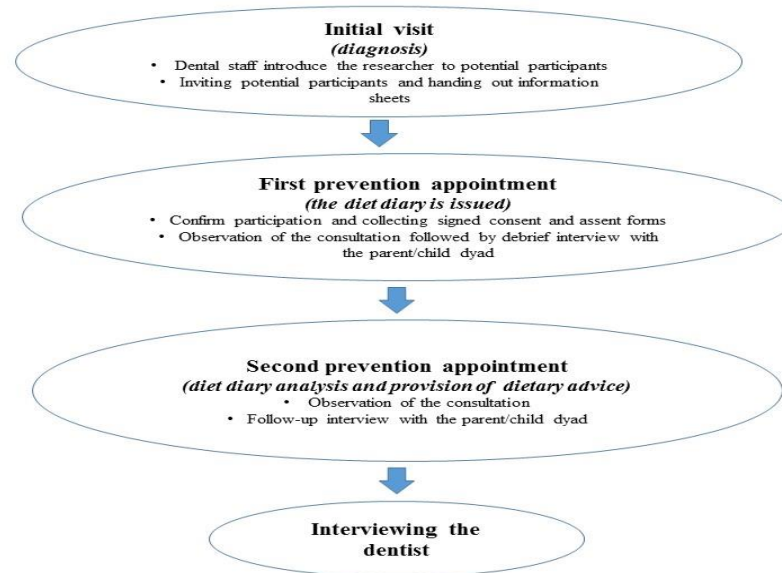 Initial visit
(diagnosis)
• Dental staff introduce the researcher to potential participants
• Inviting potential participants and handing out information
sheets
First prevention appointment
(the diet diary is issued)
• Confirm participation and collecting signed consent and assent forms
• Observation of the consultation followed by debrief interview with
the parent/child dyad
Second prevention appointment
(diet diary analysis and provision of dietary advice)
• Observation of the consultation
• Follow-up interview with the parent/child dyad
Interviewing the
dentist